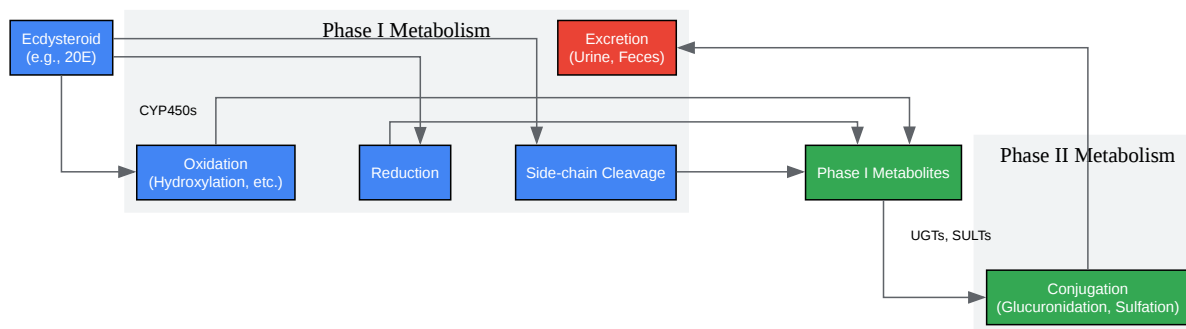 Ecdysteroid
(e.g., 20E)
Phase I Metabolism
Excretion
(Urine, Feces)
CYP450s
Oxidation
(Hydroxylation, etc.)
Reduction
Side-chain Cleavage
Phase I Metabolites
Phase II Metabolism
UGTs, SULTs
Conjugation
(Glucuronidation, Sulfation)